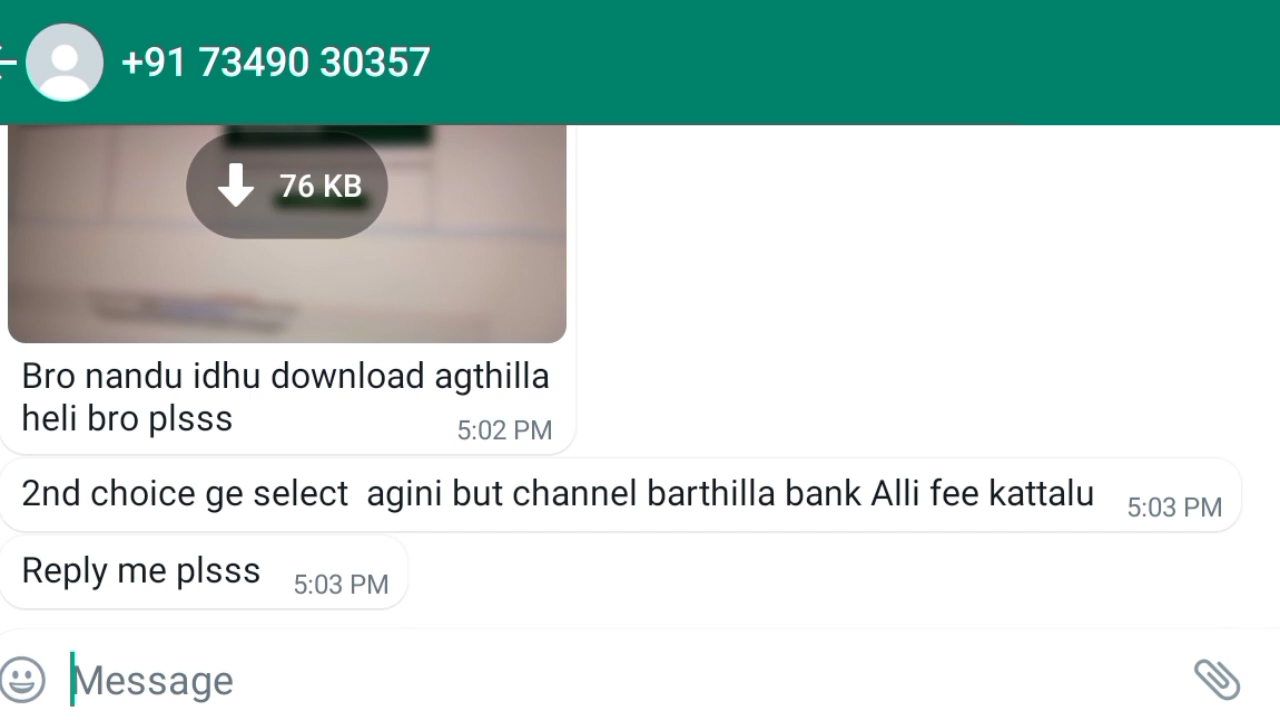 +91 73490 30357
76 KB
Bro nandu idhu download agthilla
heli bro plsss
5:02 PM
2nd choice ge select  agini but channel barthilla bank Alli fee kattalu
5:03 PM
Reply me plsss
5:03 PM
Message